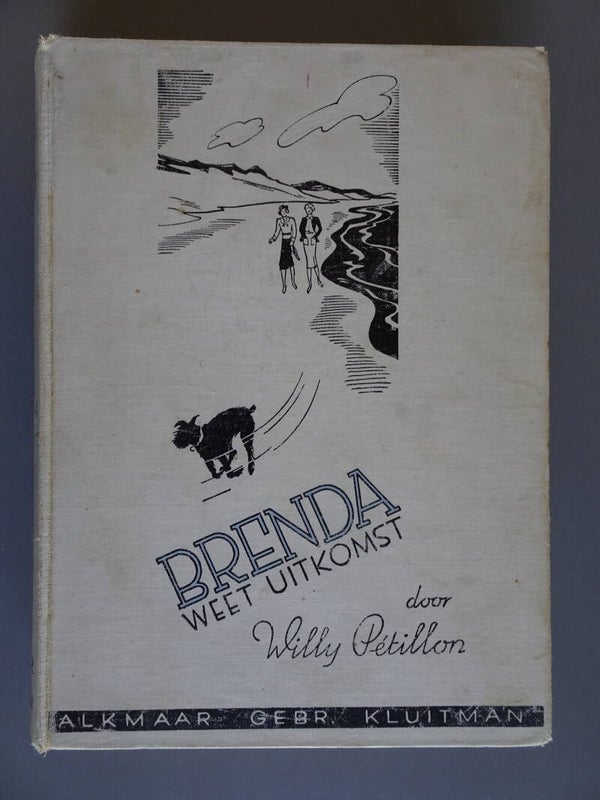 BRENDA
WEET UITKOMST
door
Willy Pétillon
ALKMAAR GEBR. KLUITMAN